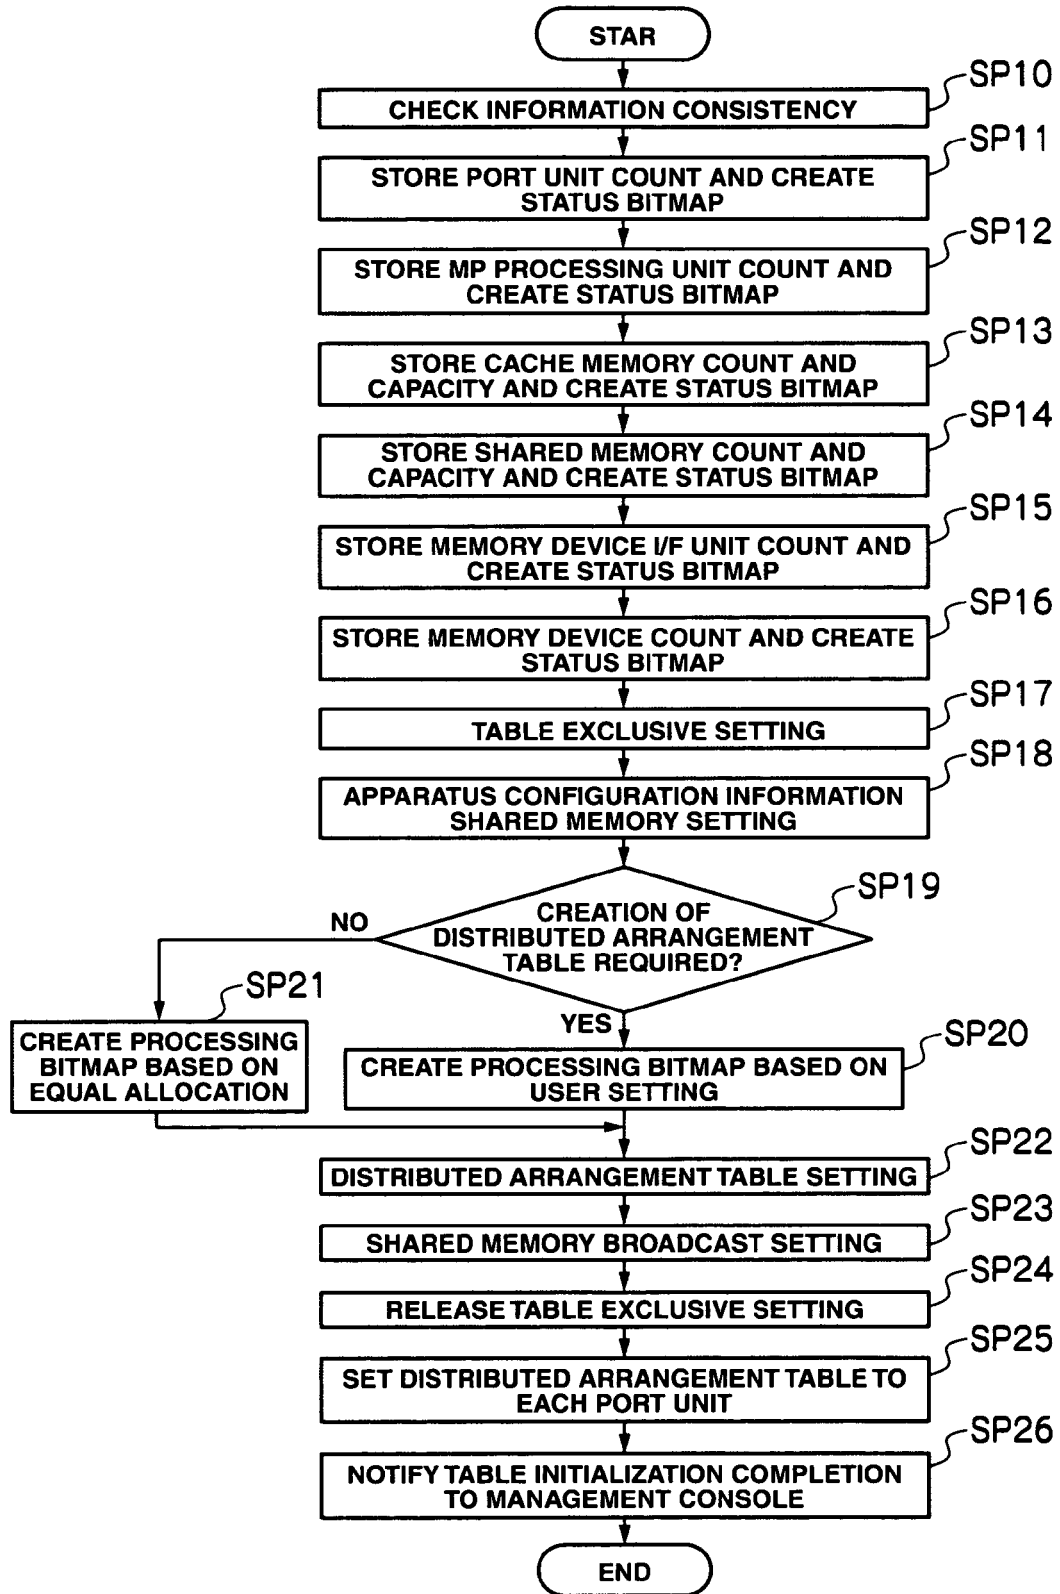 STAR
SP10
CHECK INFORMATION CONSISTENCY
SP11
STORE PORT UNIT COUNT AND CREATE
STATUS BITMAP
SP12
STORE MP PROCESSING UNIT COUNT AND
CREATE STATUS BITMAP
SP13
STORE CACHE MEMORY COUNT AND
CAPACITY AND CREATE STATUS BITMAP
SP14
STORE SHARED MEMORY COUNT AND
CAPACITY AND CREATE STATUS BITMAP
SP15
STORE MEMORY DEVICE I/F UNIT COUNT AND
CREATE STATUS BITMAP
SP16
STORE MEMORY DEVICE COUNT AND CREATE
STATUS BITMAP
SP17
TABLE EXCLUSIVE SETTING
SP18
APPARATUS CONFIGURATION INFORMATION
SHARED MEMORY SETTING
SP19
CREATION OF
DISTRIBUTED ARRANGEMENT
TABLE REQUIRED?
NO
YES
SP21
CREATE PROCESSING
BITMAP BASED ON
EQUAL ALLOCATION
SP20
CREATE PROCESSING BITMAP BASED ON
USER SETTING
SP22
DISTRIBUTED ARRANGEMENT TABLE SETTING
SP23
SHARED MEMORY BROADCAST SETTING
SP24
RELEASE TABLE EXCLUSIVE SETTING
SP25
SET DISTRIBUTED ARRANGEMENT TABLE TO
EACH PORT UNIT
SP26
NOTIFY TABLE INITIALIZATION COMPLETION
TO MANAGEMENT CONSOLE
END